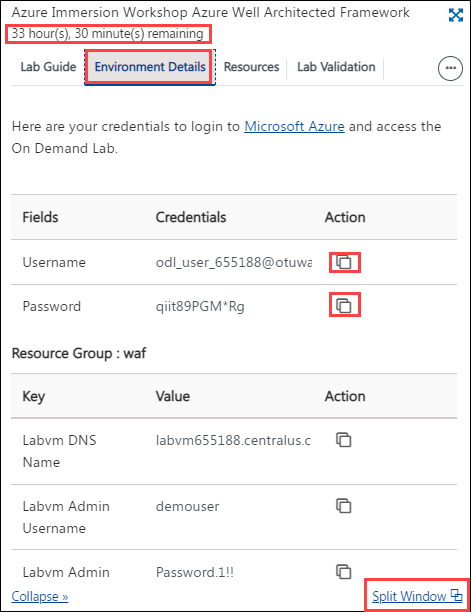 Azure Immersion Workshop Azure Well Architected Framework
33 hour(s), 30 minute(s) remaining
Lab Guide Environment Details Resources Lab Validation
Here are your credentials to login to Microsoft Azure and access the
On Demand Lab.
Fields Credentials Action
Username odl_user_655188@otuwa
Password qiit89PGM*Rg
Resource Group : waf
Key Value Action
Labvm DNS labvm655188.centralus.c
Name
Labvm Admin demouser
Username
Labvm Admin Password.1!!
Collapse » Split Window